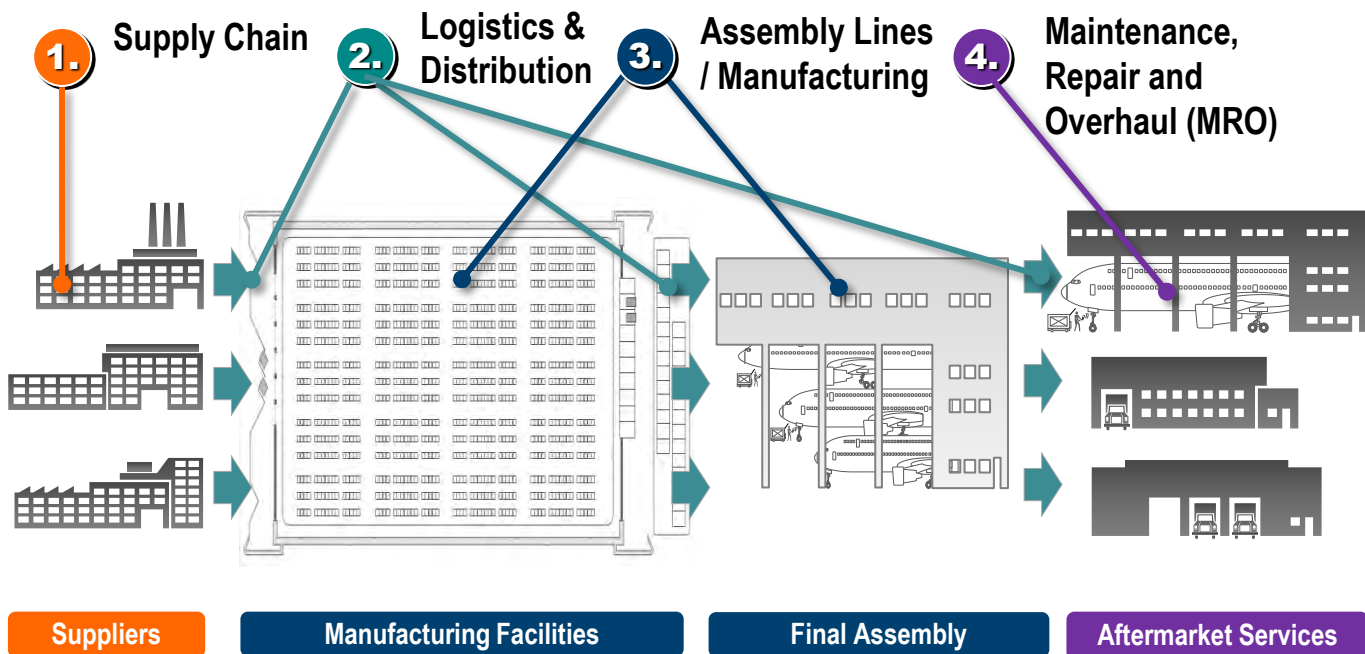 1.
Supply Chain
2.
Logistics &
Distribution
3.
Assembly Lines
/ Manufacturing
4.
Maintenance,
Repair and
Overhaul (MRO)
Suppliers
Manufacturing Facilities
Final Assembly
Aftermarket Services